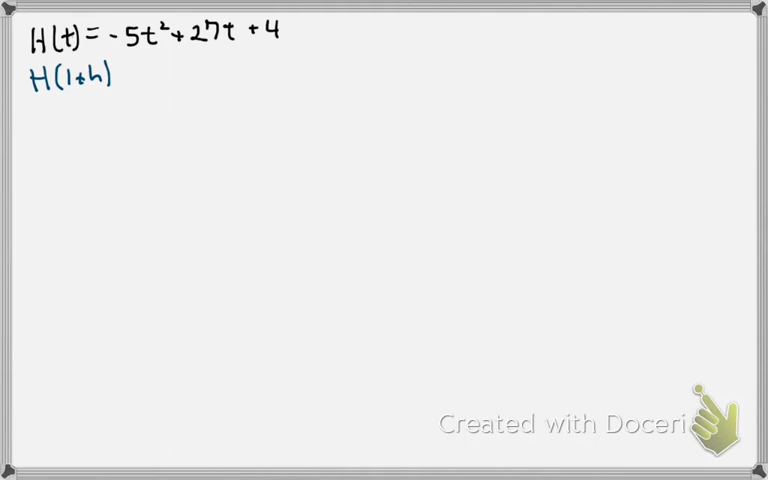 H(t) = -5t² + 27t + 4
H(1+h)
Created with Doceri